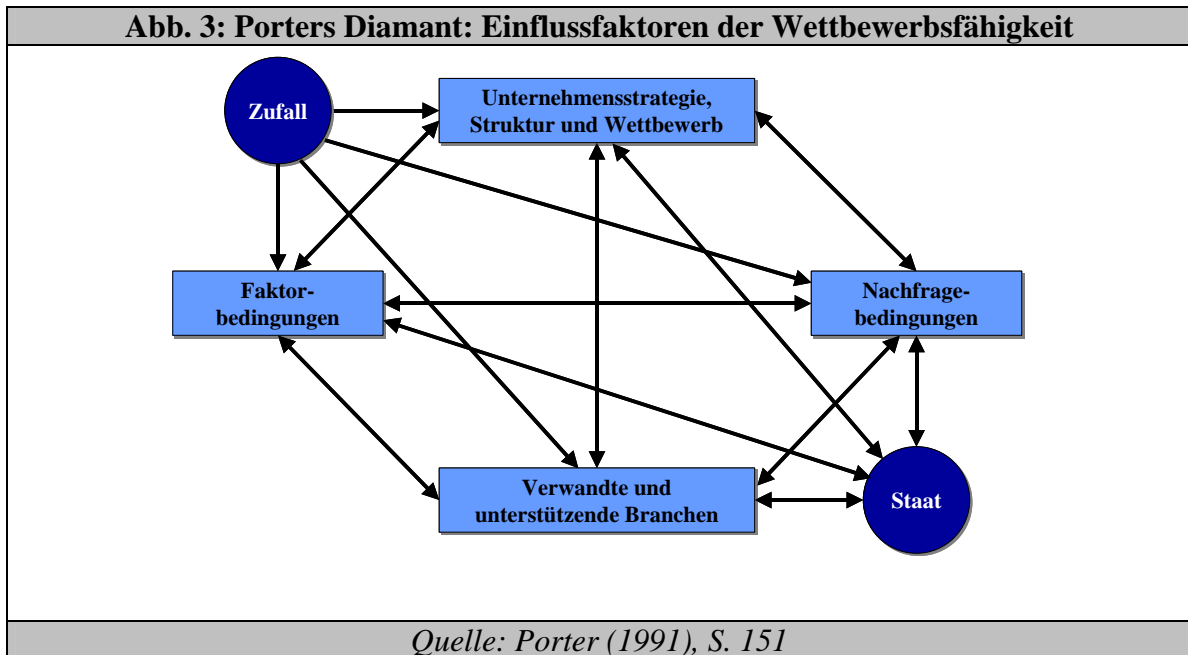 Abb. 3: Porters Diamant: Einflussfaktoren der Wettbewerbsfähigkeit
Zufall
Unternehmensstrategie,
Struktur und Wettbewerb
Faktor-
bedingungen
Nachfrage-
bedingungen
Verwandte und
unterstützende Branchen
Staat
Quelle: Porter (1991), S. 151